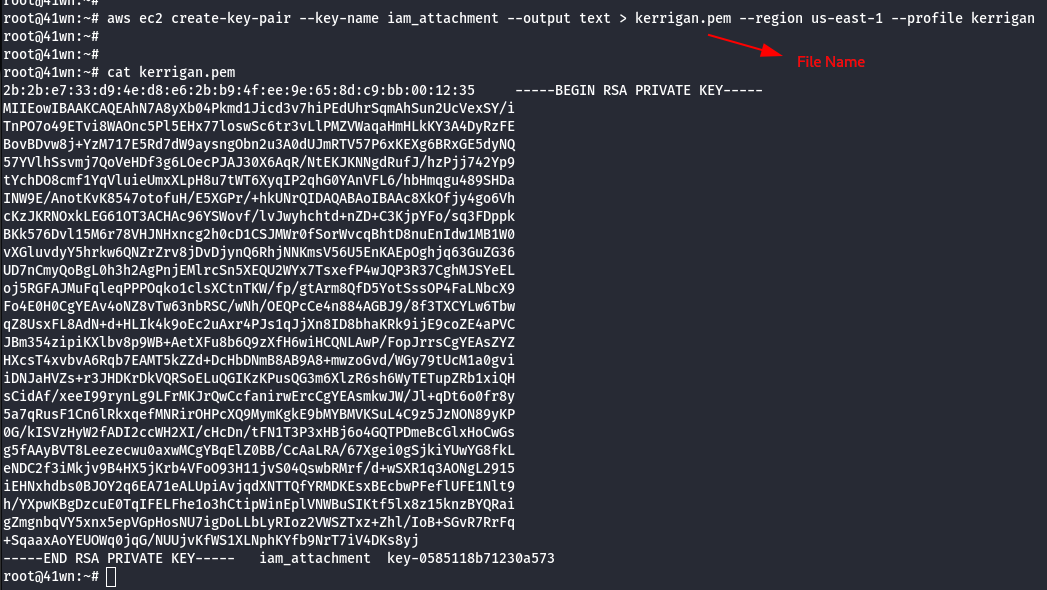 root@41wn:~#
root@41wn:~# aws ec2 create-key-pair --key-name iam_attachment --output text > kerrigan.pem --region us-east-1 --profile kerrigan
root@41wn:~#
root@41wn:~#
File Name
root@41wn:~# cat kerrigan.pem
2b:2b:e7:33:d9:4e:d8:e6:2b:b9:4f:ee:9e:65:8d:c9:bb:00:12:35     -----BEGIN RSA PRIVATE KEY-----
MIIEowIBAAKCAQEAhN7A8yXb04Pkmd1Jicd3v7hiPEdUhrSqmAhSun2UcVexSY/i
TnPO7o49ETvi8WAOnc5Pl5EHx77loswSc6tr3vLlPMZVWaqaHmHLkKY3A4DyRzFE
BovBDvw8j+YzM717E5Rd7dW9aysngObn2u3A0dUJmRTV57P6xKEXg6BRxGE5dyNQ
57YVlhSsvmj7QoVeHDf3g6LOecPJAJ30X6AqR/NtEKJKNNgdRufJ/hzPjj742Yp9
tYchDO8cmf1YqVluieUmxXLpH8u7tWT6XyqIP2qhG0YAnVFL6/hbHmqgu489SHDa
INW9E/AnotKvK8547otofuH/E5XGPr/+hkUNrQIDAQABAoIBAAc8XkOfjy4go6Vh
cKzJKRNOxkLEG61OT3ACHAc96YSWovf/lvJwyhchtd+nZD+C3KjpYFo/sq3FDppk
BKk576Dvl15M6r78VHJNHxncg2h0cD1CSJMWr0fSorWvcqBhtD8nuEnIdw1MB1W0
vXGluvdyY5hrkw6QNZrZrv8jDvDjynQ6RhjNNKmsV56U5EnKAEpOghjq63GuZG36
UD7nCmyQoBgL0h3h2AgPnjEMlrcSn5XEQU2WYx7TsxefP4wJQP3R37CghMJSYeEL
oj5RGFAJMuFqleqPPPOqko1clsXCtnTKW/fp/gtArm8QfD5YotSssOP4FaLNbcX9
Fo4E0H0CgYEAv4oNZ8vTw63nbRSC/wNh/OEQPcCe4n884AGBJ9/8f3TXCYLw6Tbw
qZ8UsxFL8AdN+d+HLIk4k9oEc2uAxr4PJs1qJjXn8ID8bhaKRk9ijE9coZE4aPVC
JBm354zipiKXlbv8p9WB+AetXFu8b6Q9zXfH6wiHCQNLAwP/FopJrrsCgYEAsZYZ
HXcsT4xvbvA6Rqb7EAMT5kZZd+DcHbDNmB8AB9A8+mwzoGvd/WGy79tUcM1a0gvi
iDNJaHVZs+r3JHDKrDkVQRSoELuQGIKzKPusQG3m6XlzR6sh6WyTETupZRb1xiQH
sCidAf/xeeI99rynLg9LFrMKJrQwCcfanirwErcCgYEAsmkwJW/Jl+qDt6o0fr8y
5a7qRusF1Cn6lRkxqefMNRirOHPcXQ9MymKgkE9bMYBMVKSuL4C9z5JzNON89yKP
0G/kISVzHyW2fADI2ccWH2XI/cHcDn/tFN1T3P3xHBj6o4GQTPDmeBcGlxHoCwGs
g5fAAyBVT8Leezecwu0axwMCgYBqElZ0BB/CcAaLRA/67Xgei0gSjkiYUwYG8fkL
eNDC2f3iMkjv9B4HX5jKrb4VFoO93H11jvS04QswbRMrf/d+wSXR1q3AONgL2915
iEHNxhdbs0BJOY2q6EA71eALUpiAvjqdXNTTQfYRMDKEsxBEcbwPFeflUFE1Nlt9
h/YXpwKBgDzcuE0TqIFELFhe1o3hCtipWinEplVNWBuSIKtf5lx8z15knzBYQRai
gZmgnbqVY5xnx5epVGpHosNU7igDoLLbLyRIoz2VWSZTxz+Zhl/IoB+SGvR7RrFq
+SqaaxAoYEUOWq0jqG/NUUjvKfWS1XLNphKYfb9NrT7iV4DKs8yj
-----END RSA PRIVATE KEY-----   iam_attachment  key-0585118b71230a573
root@41wn:~#